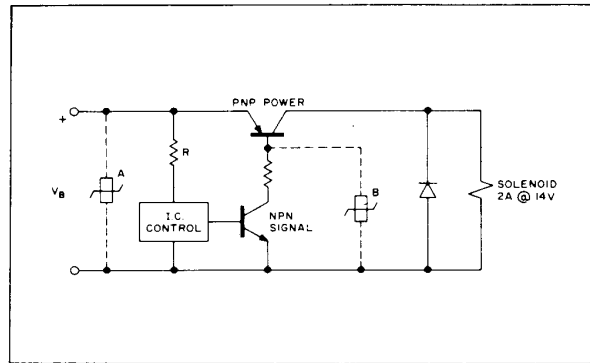 PNP POWER
+
R
A
V_B
I.C.
CONTROL
NPN
SIGNAL
B
SOLENOID
2A @ 14V